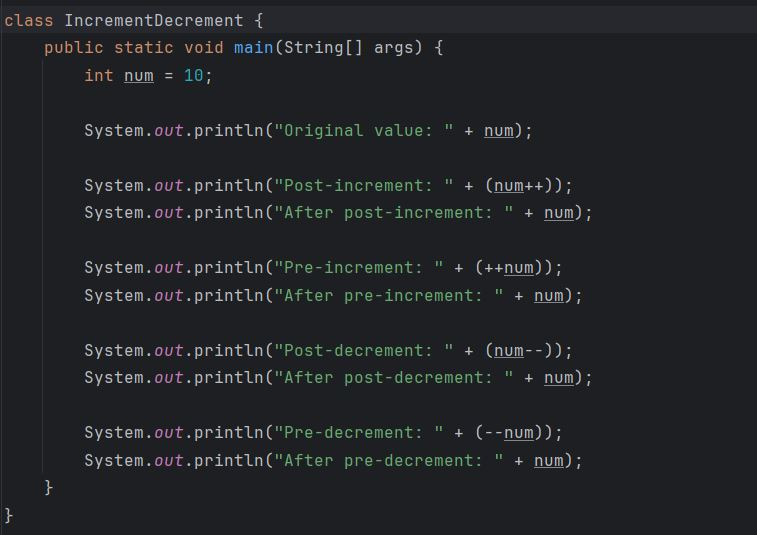 class IncrementDecrement {
    public static void main(String[] args) {
        int num = 10;

        System.out.println("Original value: " + num);

        System.out.println("Post-increment: " + (num++));
        System.out.println("After post-increment: " + num);

        System.out.println("Pre-increment: " + (++num));
        System.out.println("After pre-increment: " + num);

        System.out.println("Post-decrement: " + (num--));
        System.out.println("After post-decrement: " + num);

        System.out.println("Pre-decrement: " + (--num));
        System.out.println("After pre-decrement: " + num);
    }
}